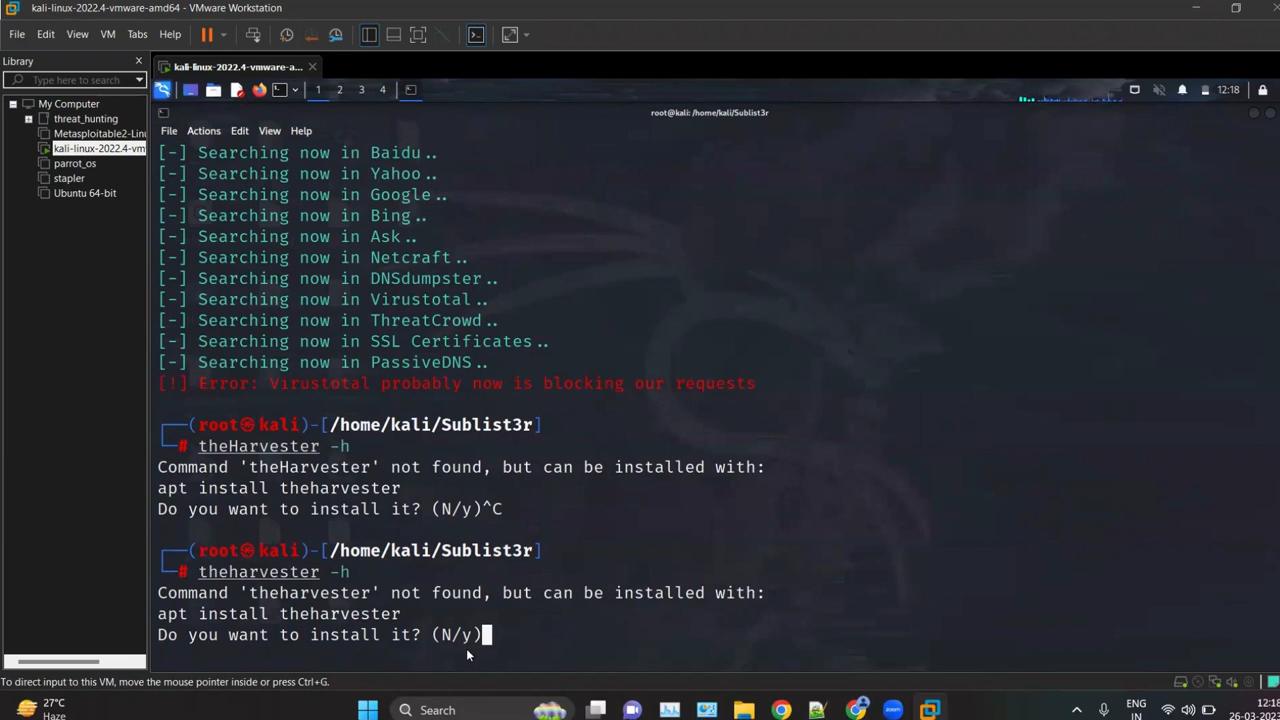 kali-linux-2022.4-vmware-amd64 - VMware Workstation
File Edit View VM Tabs Help
Library
Type here to search
My Computer
threat_hunting
Metasploitable2-Linu
kali-linux-2022.4-vm
parrot_os
stapler
Ubuntu 64-bit
kali-linux-2022.4-vmware-a...
1 2 3 4
12:18
root@kali: /home/kali/Sublist3r
File Actions Edit View Help
[-] Searching now in Baidu..
[-] Searching now in Yahoo..
[-] Searching now in Google..
[-] Searching now in Bing..
[-] Searching now in Ask..
[-] Searching now in Netcraft..
[-] Searching now in DNSdumpster..
[-] Searching now in Virustotal..
[-] Searching now in ThreatCrowd..
[-] Searching now in SSL Certificates..
[-] Searching now in PassiveDNS..
[!] Error: Virustotal probably now is blocking our requests
┌──(root㉿kali)-[/home/kali/Sublist3r]
└─# theHarvester -h
Command 'theHarvester' not found, but can be installed with:
apt install theharvester
Do you want to install it? (N/y)^C
┌──(root㉿kali)-[/home/kali/Sublist3r]
└─# theharvester -h
Command 'theharvester' not found, but can be installed with:
apt install theharvester
Do you want to install it? (N/y)
To direct input to this VM, move the mouse pointer inside or press Ctrl+G.
27°C
Haze
Search
zoom
ENG
IN
12:18
26-03-2023